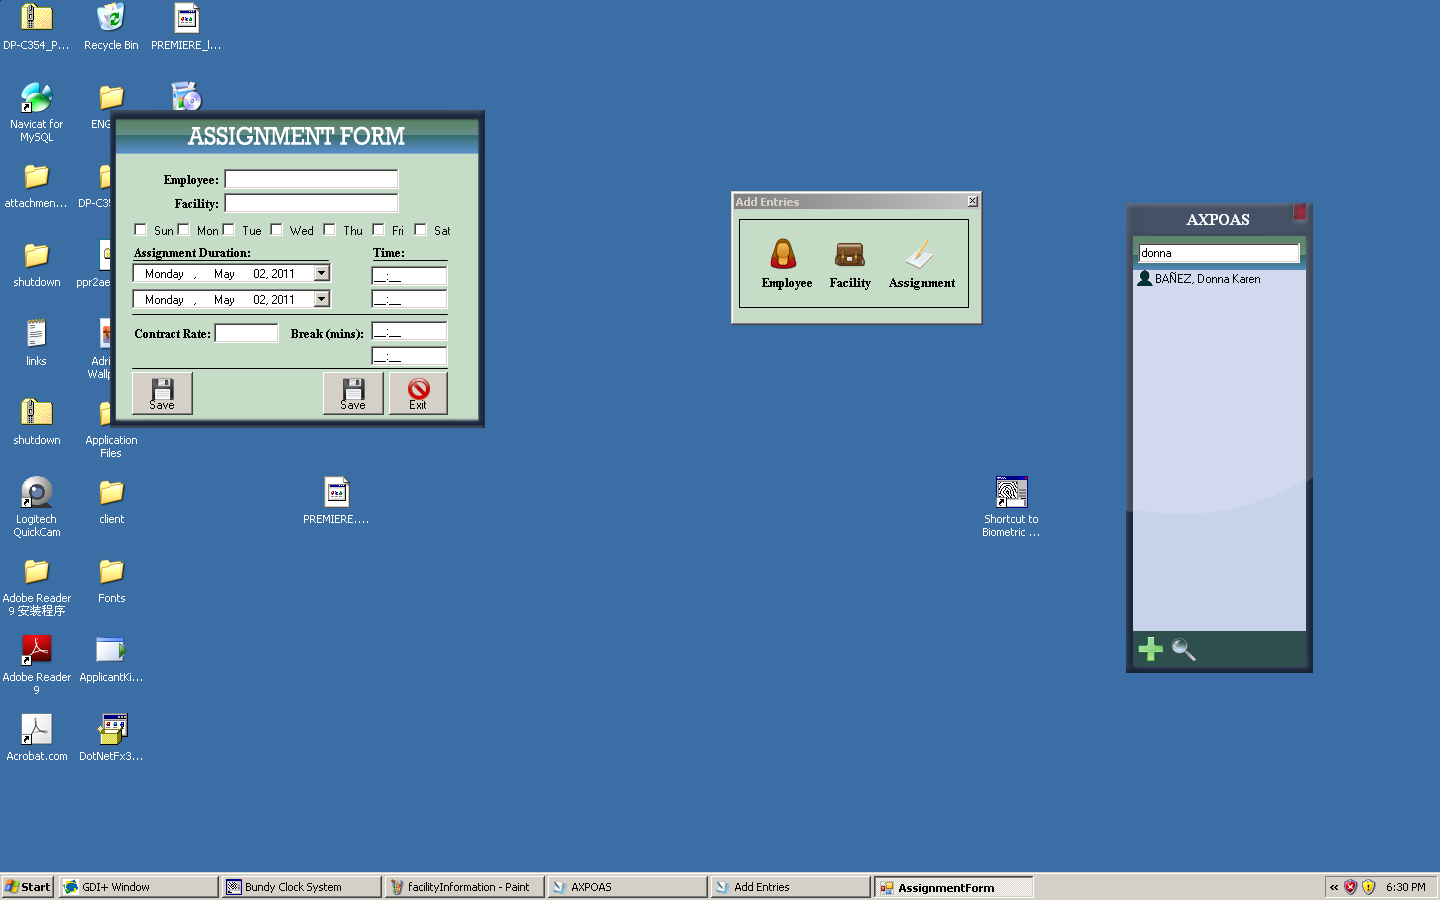 DP-C354_P...
Recycle Bin
PREMIERE_l...
Navicat for
MySQL
ENG
attachmen...
DP-C35
shutdown
ppr2ae
links
Adri
Wallp
shutdown
Application
Files
Logitech
QuickCam
client
PREMIERE....
Adobe Reader
9 安装程序
Fonts
Adobe Reader
9
ApplicantKi...
Acrobat.com
DotNetFx3...
Shortcut to
Biometric ...
ASSIGNMENT FORM
Employee:
Facility:
Sun Mon Tue Wed Thu Fri Sat
Assignment Duration: Time:
Monday , May 02, 2011 __:__
Monday , May 02, 2011 __:__
Contract Rate: Break (mins): __:__
__:__
Save Save Exit
Add Entries
Employee Facility Assignment
AXPOAS
donna
BAÑEZ, Donna Karen
Start GDI+ Window Bundy Clock System facilityInformation - Paint AXPOAS Add Entries AssignmentForm « 6:30 PM